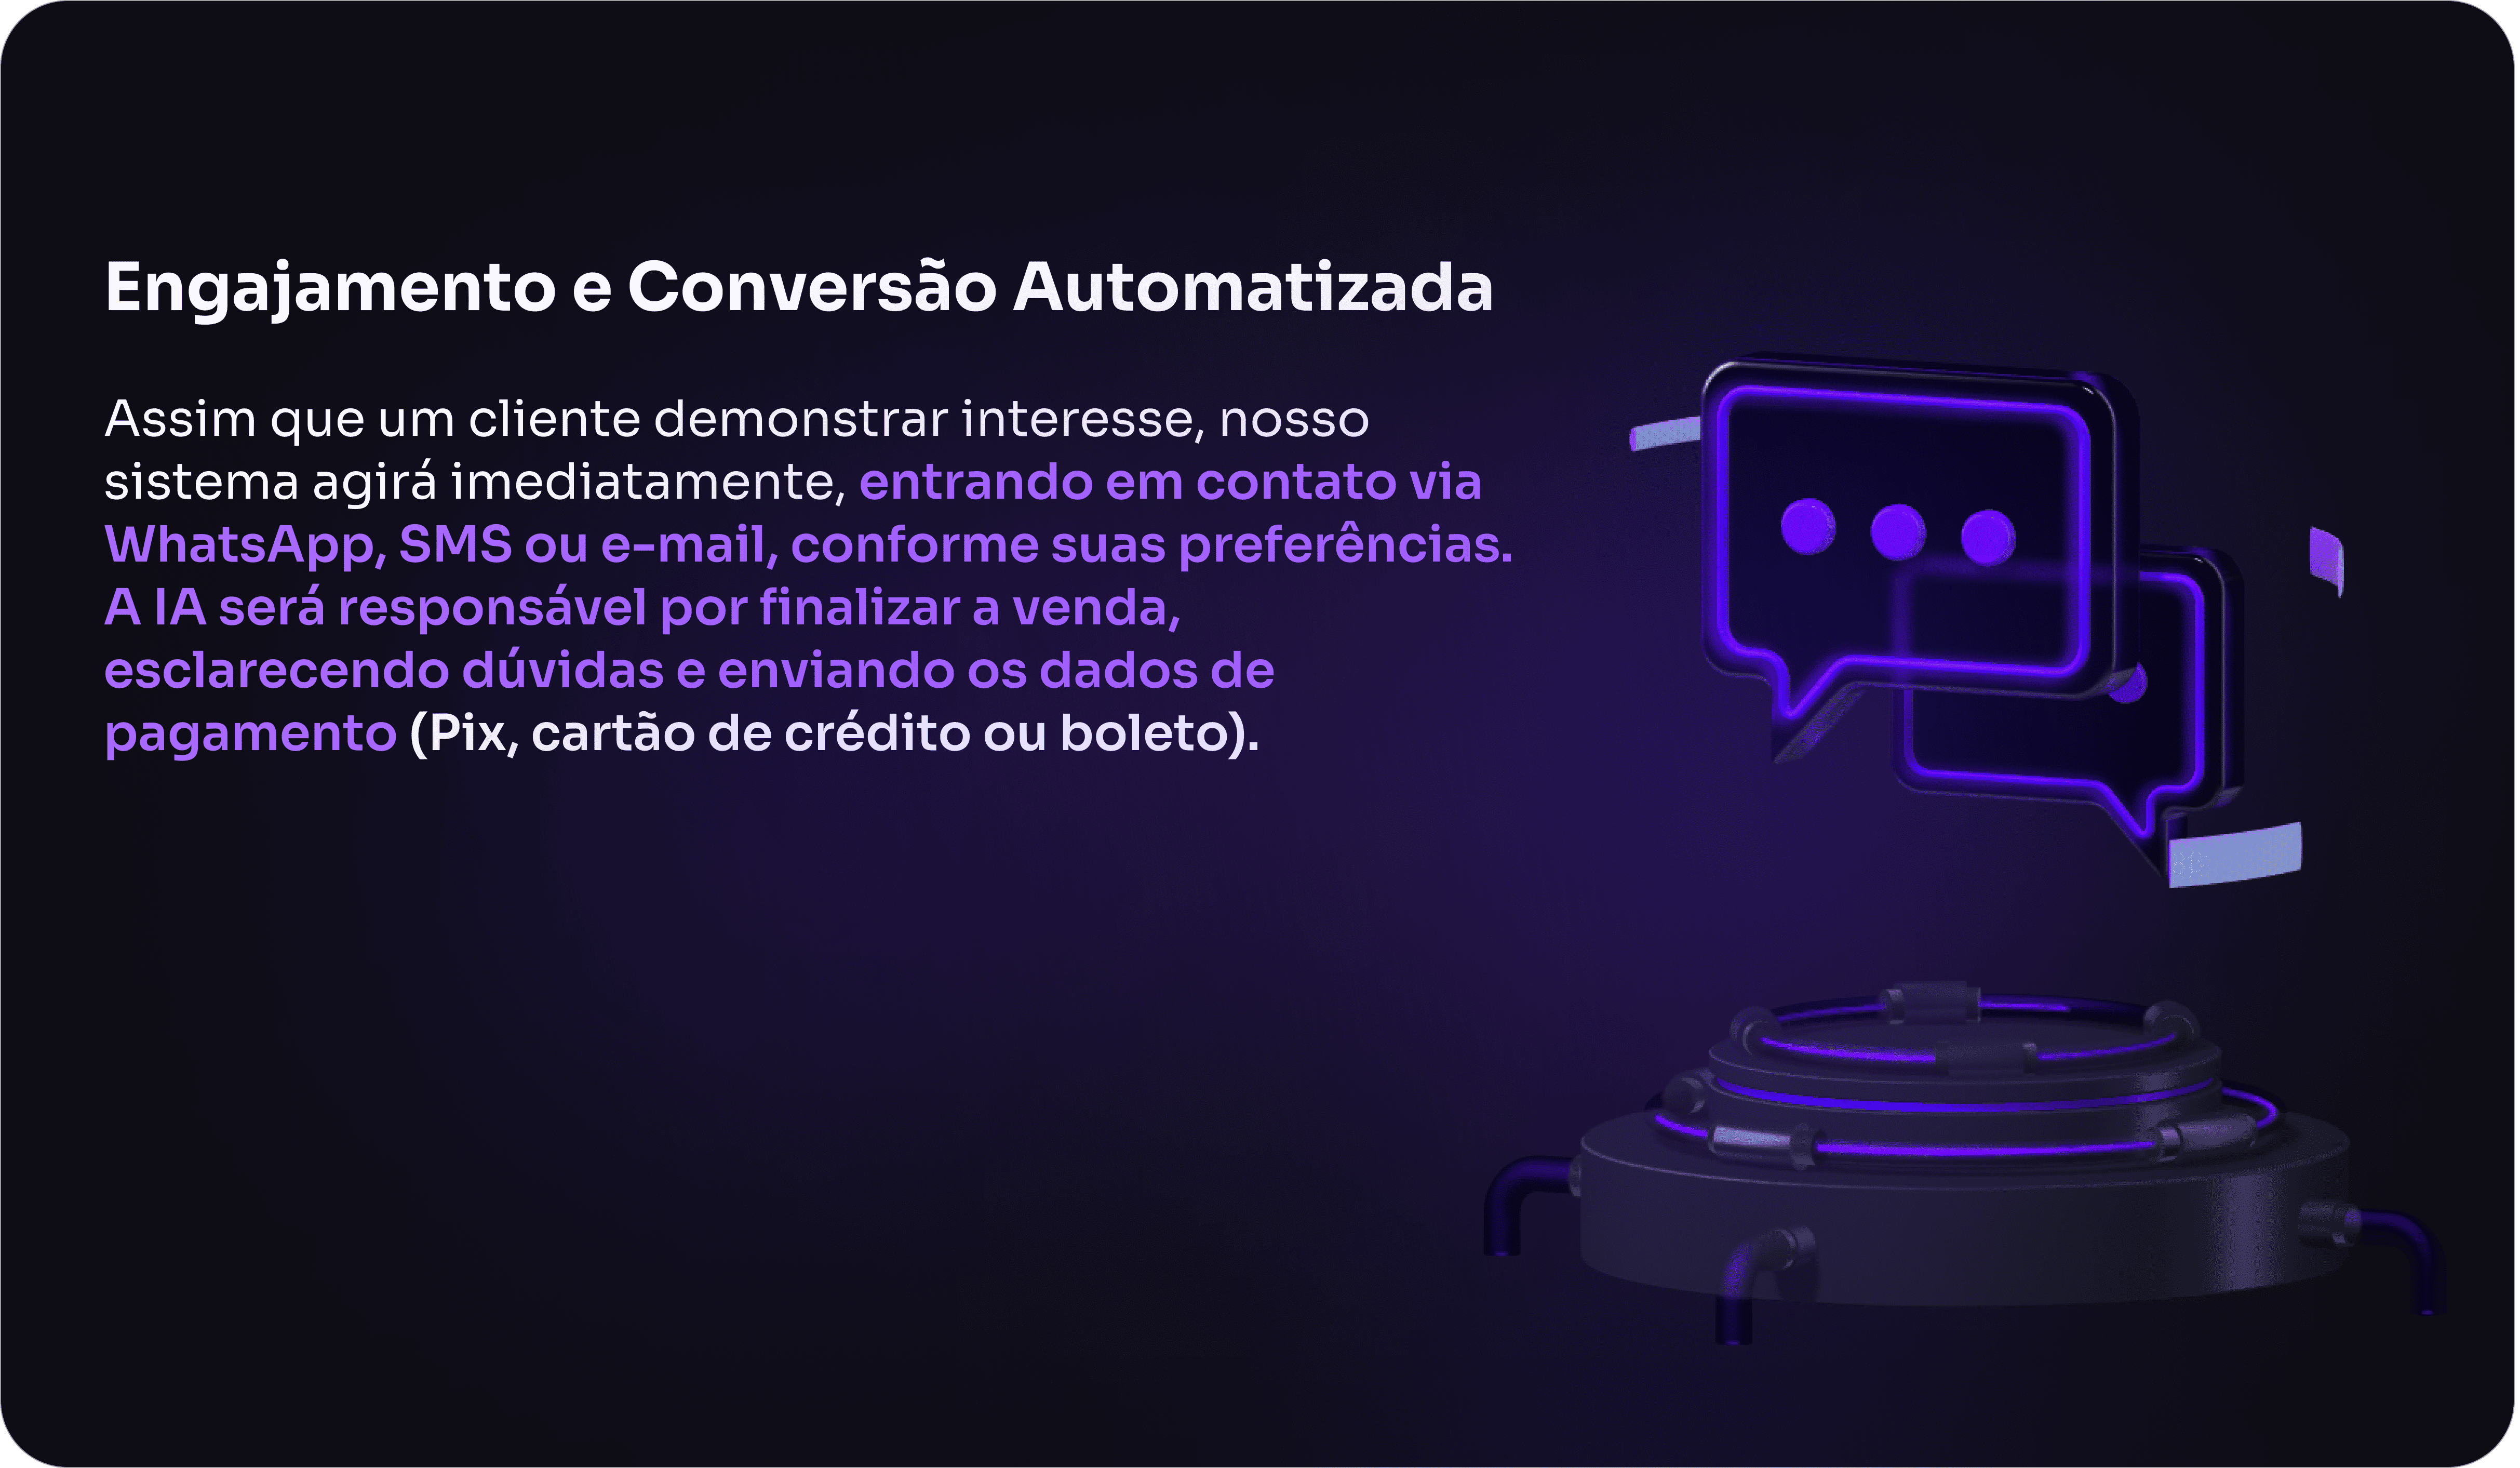 Engajamento e Conversão Automatizada
Assim que um cliente demonstrar interesse, nosso
sistema agirá imediatamente, entrando em contato via
WhatsApp, SMS ou e-mail, conforme suas preferências.
A IA será responsável por finalizar a venda,
esclarecendo dúvidas e enviando os dados de
pagamento (Pix, cartão de crédito ou boleto).